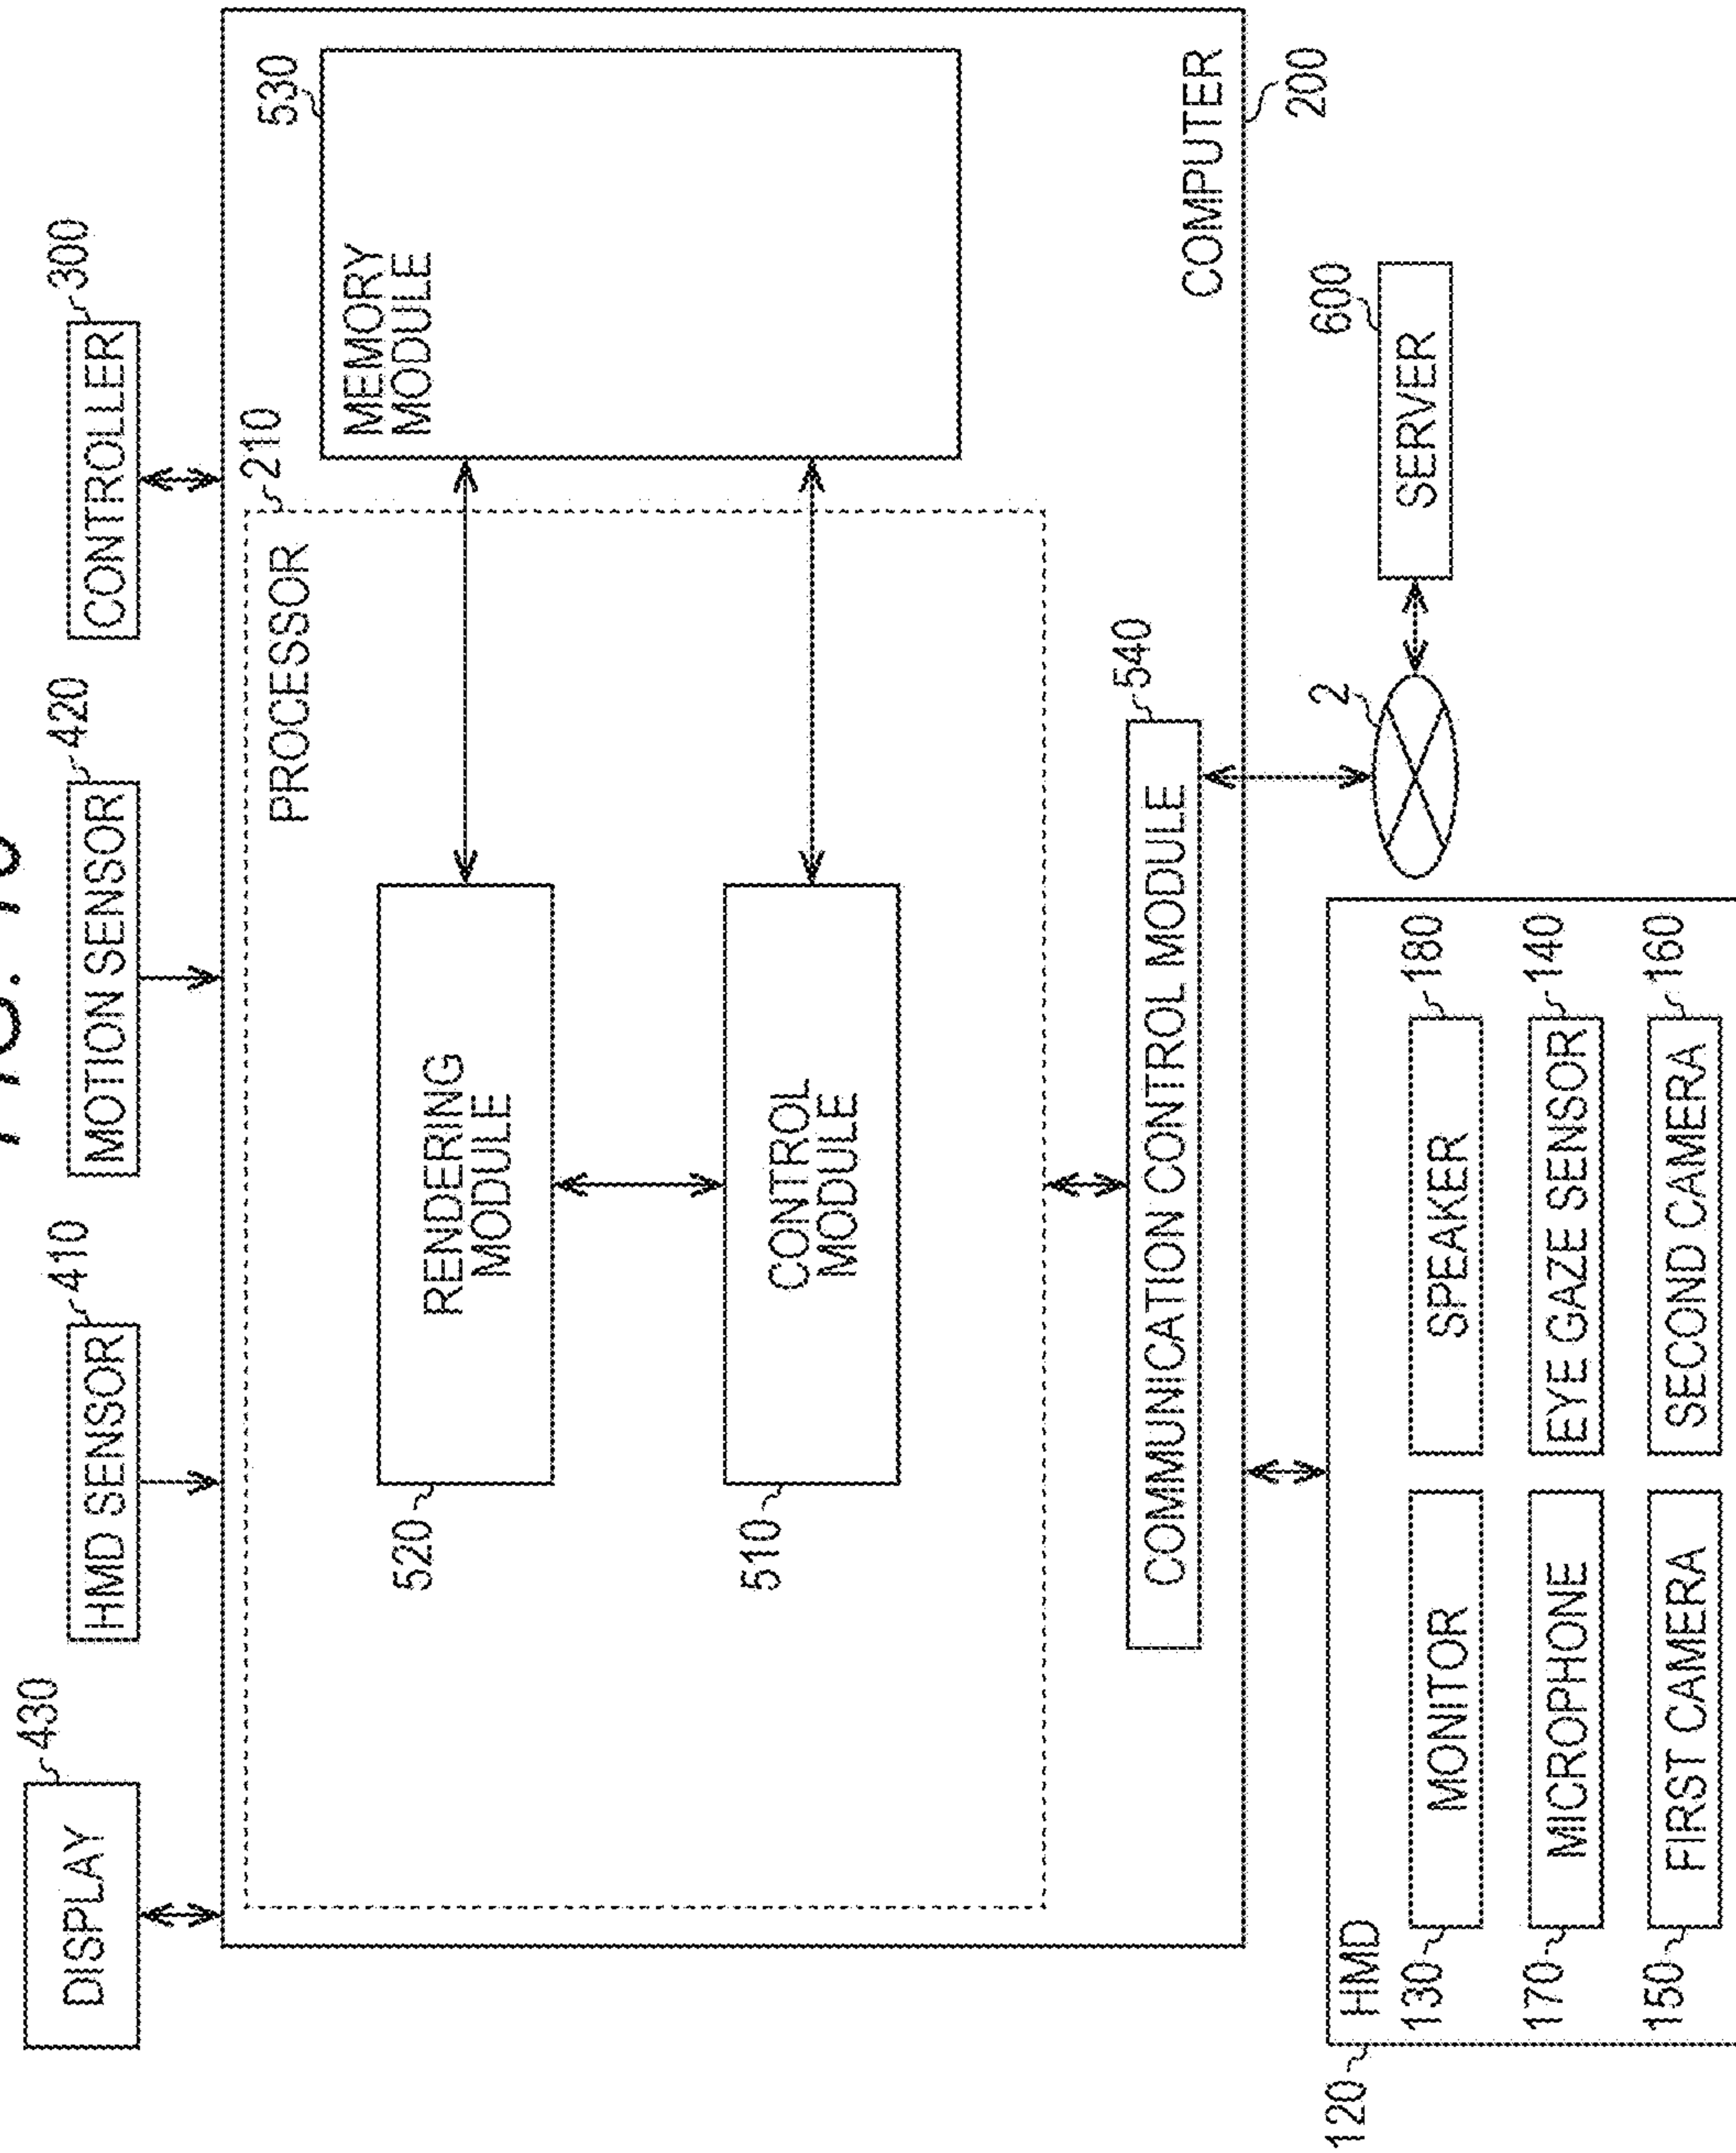 DISPLAY
430
HMD SENSOR
410
MOTION SENSOR
420
CONTROLLER
300
PROCESSOR
210
MEMORY
MODULE
530
RENDERING
MODULE
520
CONTROL
MODULE
510
COMMUNICATION CONTROL MODULE
540
COMPUTER
200
2
SERVER
600
HMD
120
MONITOR
130
SPEAKER
180
MICROPHONE
170
EYE GAZE SENSOR
140
FIRST CAMERA
150
SECOND CAMERA
160